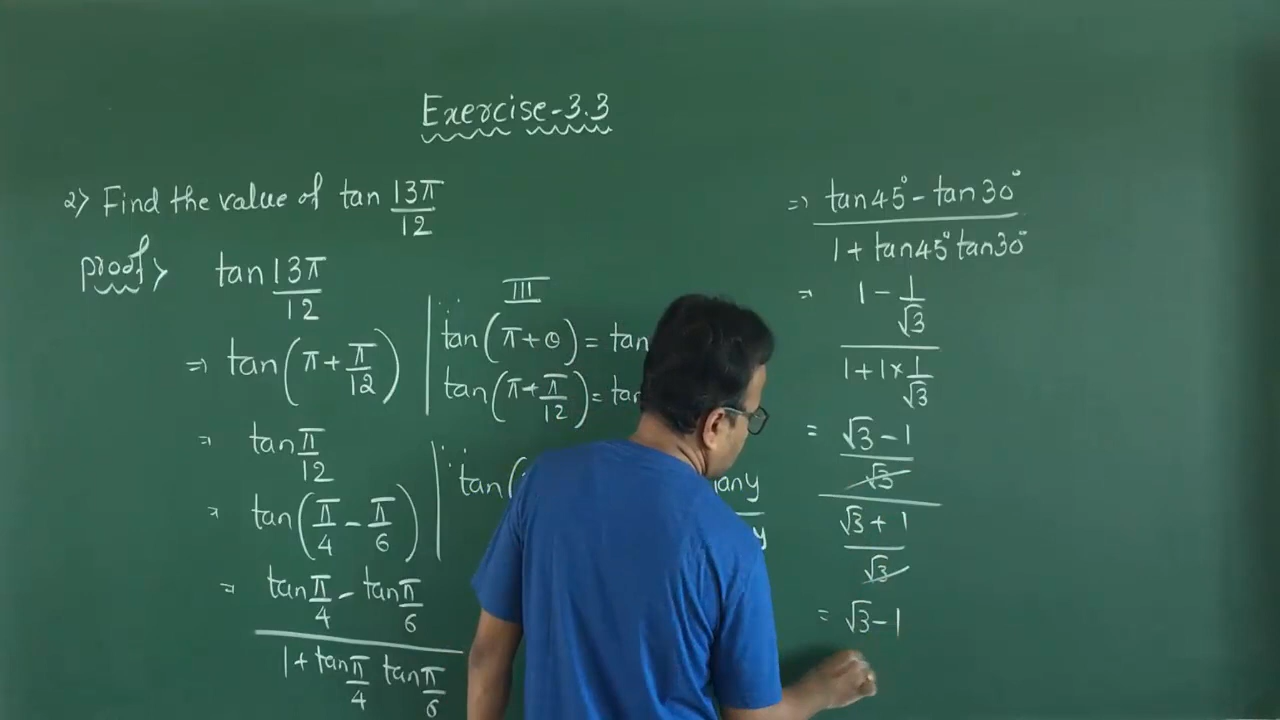 Exercise-3.3
2) Find the value of tan 13π/12
Proof> tan 13π/12
⇒ tan(π + π/12)
⇒ tan π/12
⇒ tan(π/4 - π/6)
⇒ tan π/4 - tan π/6
1 + tan π/4 tan π/6
III
∵ tan(π + θ) = tan
tan(π + π/12) = tan
∵ tan(
⇒ tan45° - tan30°
1 + tan45° tan30°
⇒ 1 - 1/√3
1 + 1 × 1/√3
= √3 - 1
√3
√3 + 1
√3
= √3 - 1